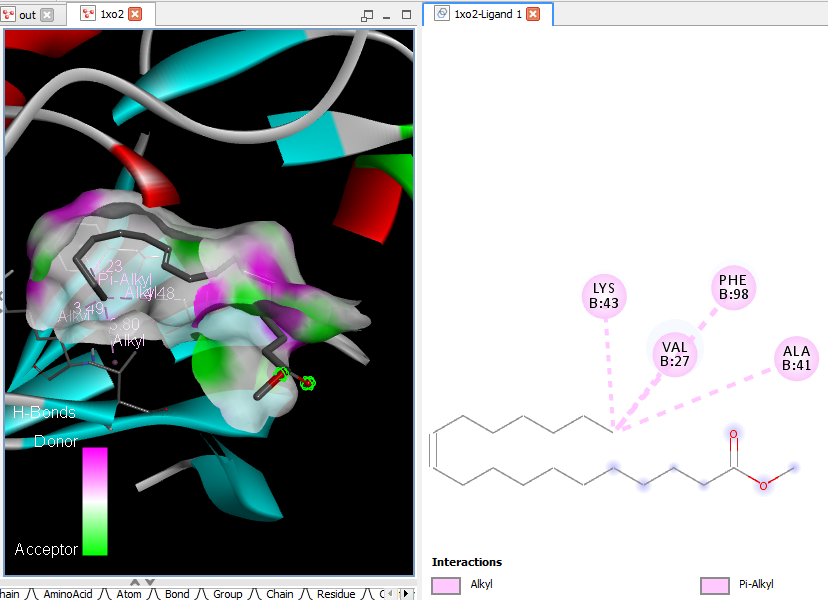 out
1xo2
1xo2-Ligand 1
4.23
Pi-Alkyl
Alkyl
4.48
3.49
Alkyl
3.80
Alkyl
H-Bonds
Donor
Acceptor
LYS
B:43
PHE
B:98
VAL
B:27
ALA
B:41
O
O
Interactions
Alkyl
Pi-Alkyl
AminoAcid
Atom
Bond
Group
Chain
Residue